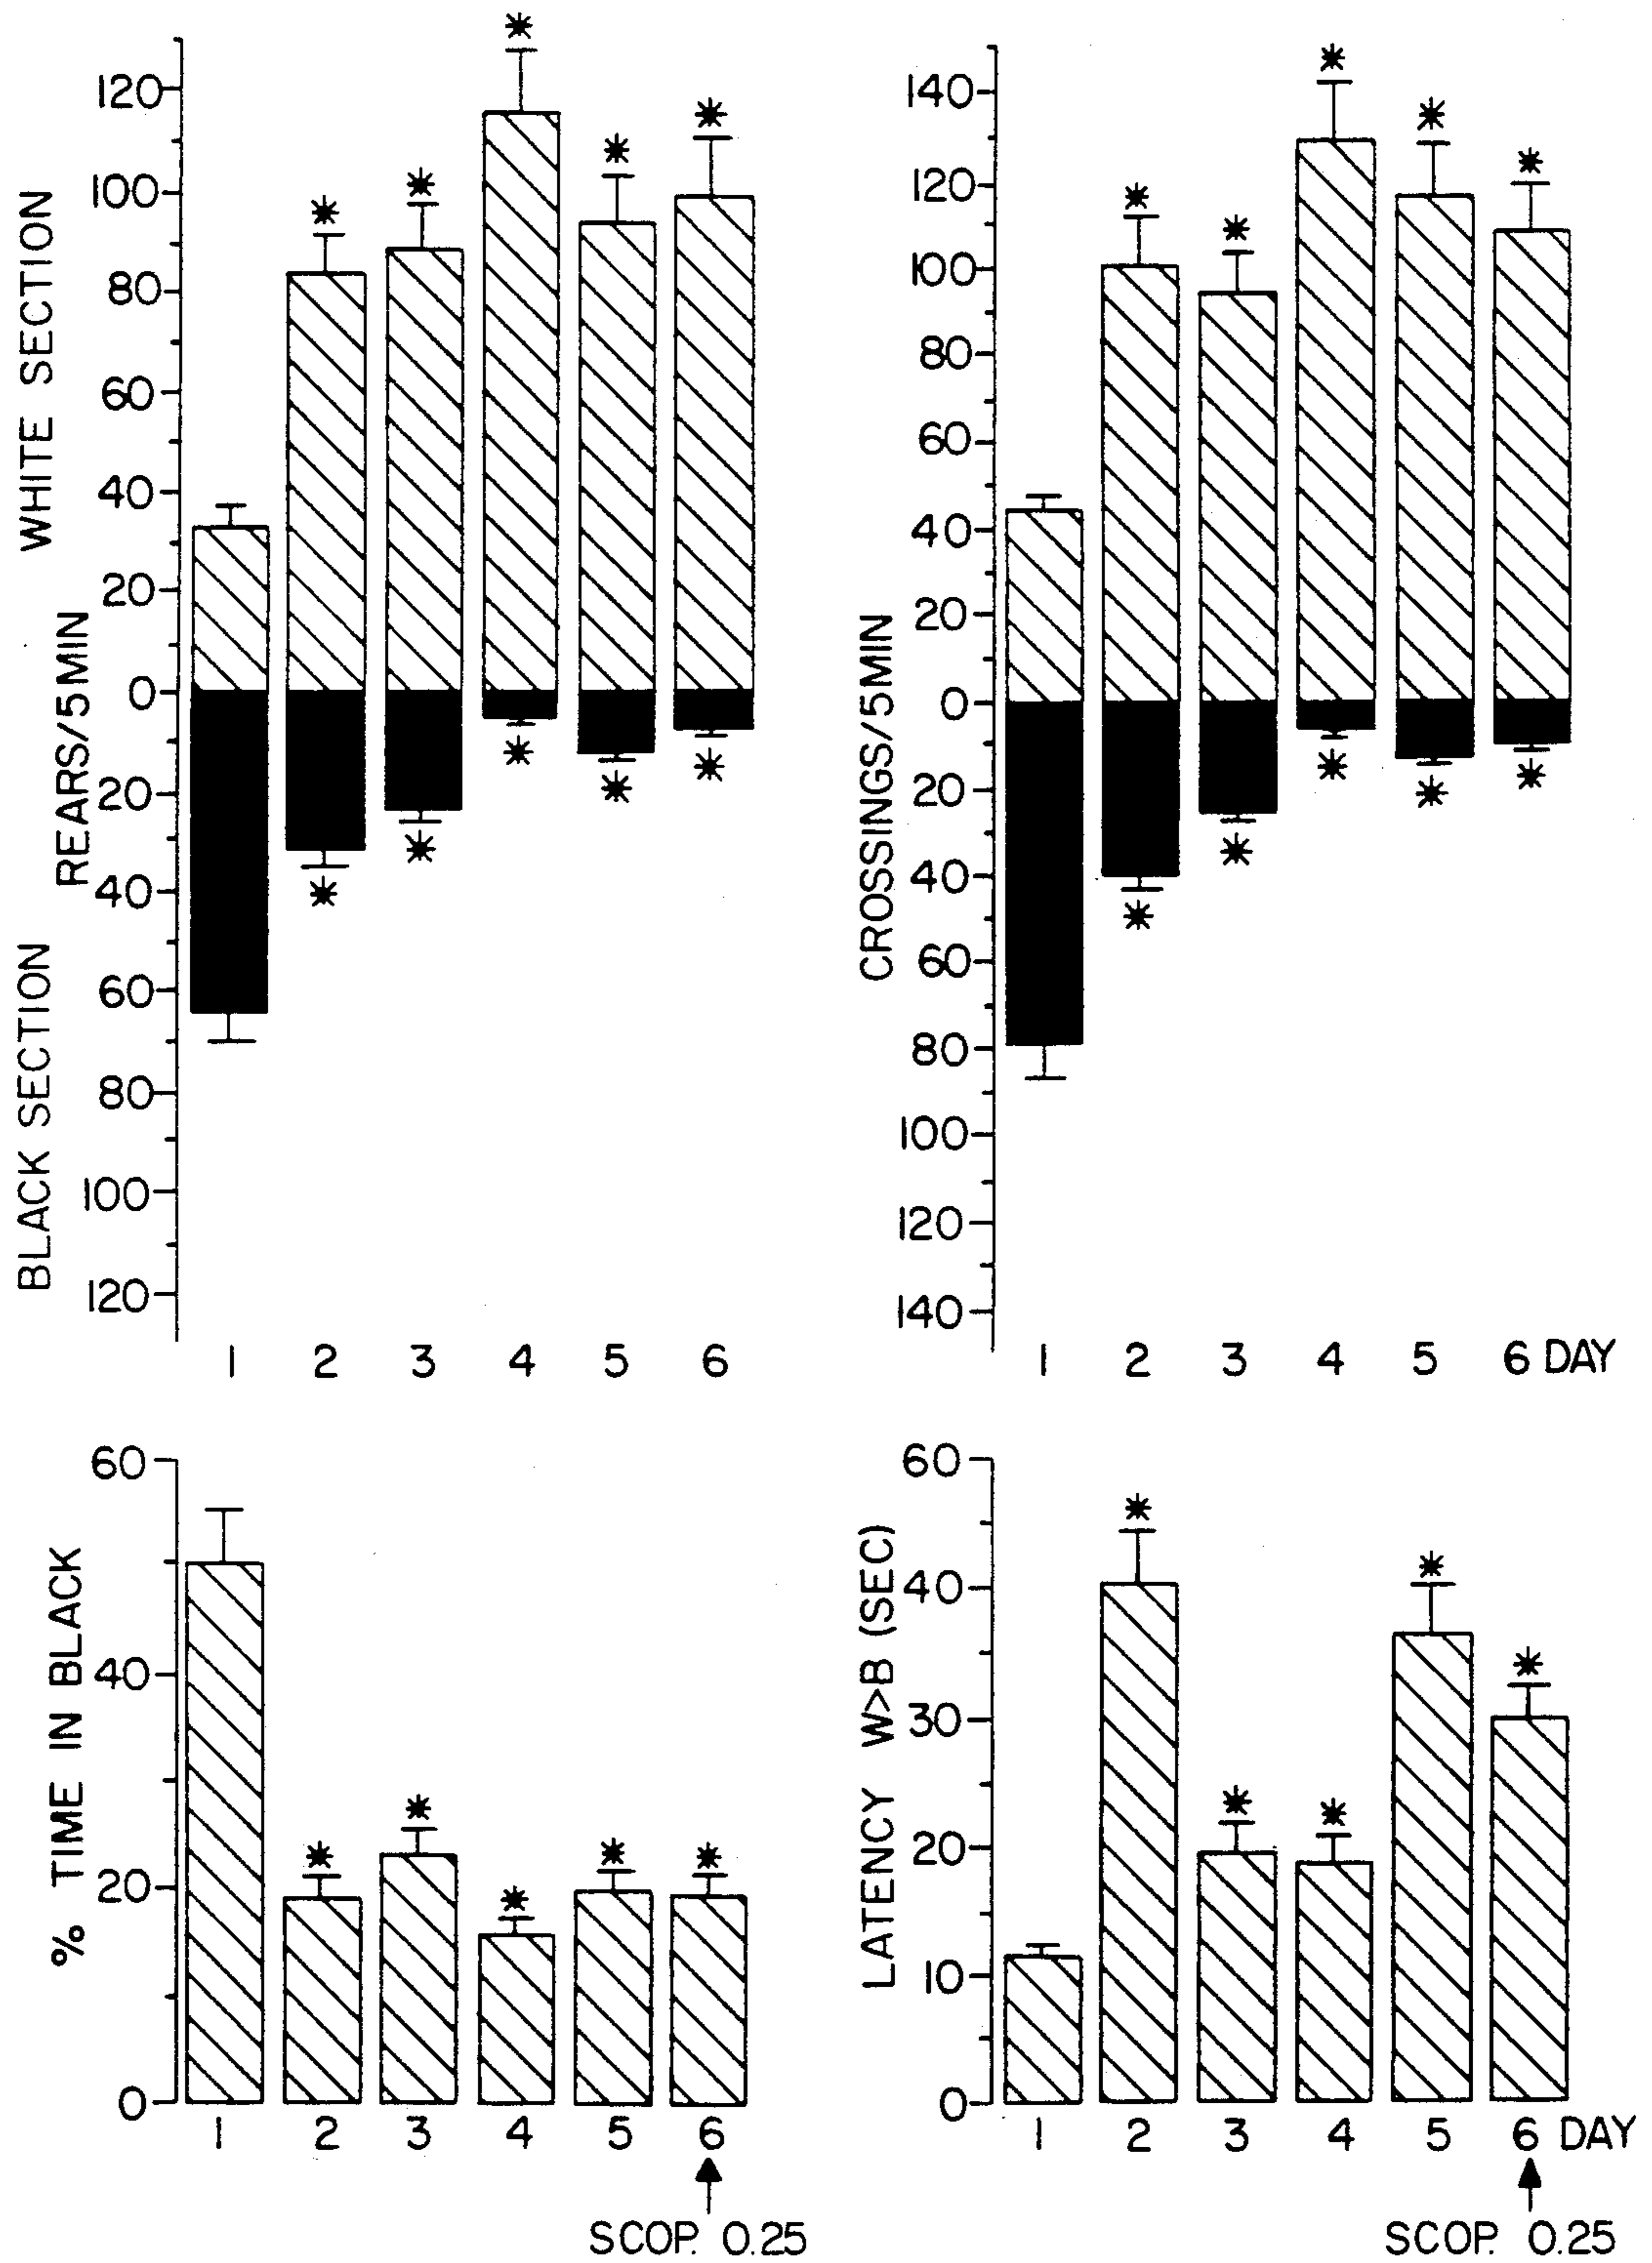 WHITE SECTION
REARS/5MIN
BLACK SECTION
120
100
80
60
40
20
0
20
40
60
80
100
120
1 2 3 4 5 6
* * * * *
* * * * *
CROSSINGS/5MIN
140
120
100
80
60
40
20
0
20
40
60
80
100
120
140
1 2 3 4 5 6 DAY
* * * * *
* * * * *
% TIME IN BLACK
60
40
20
0
* * * * *
1 2 3 4 5 6
SCOP. 0.25
LATENCY W>B (SEC)
60
40
30
20
10
0
* * * * *
1 2 3 4 5 6 DAY
SCOP. 0.25